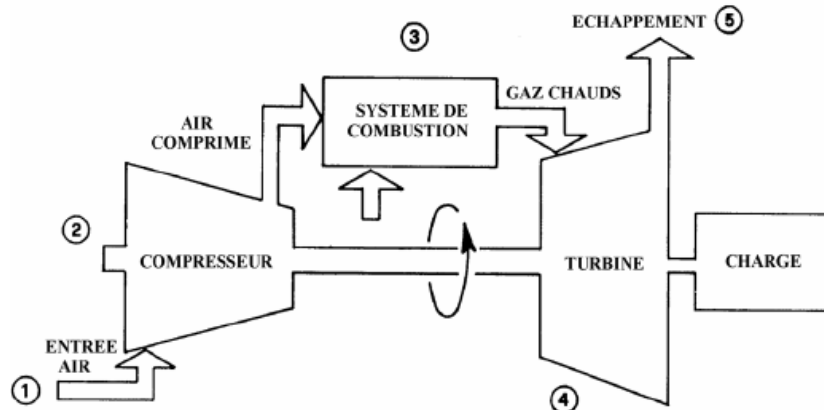 ECHAPPEMENT
5
3
GAZ CHAUDS
SYSTEME DE
COMBUSTION
AIR
COMPRIME
2
COMPRESSEUR
TURBINE
CHARGE
ENTREE
AIR
1
4